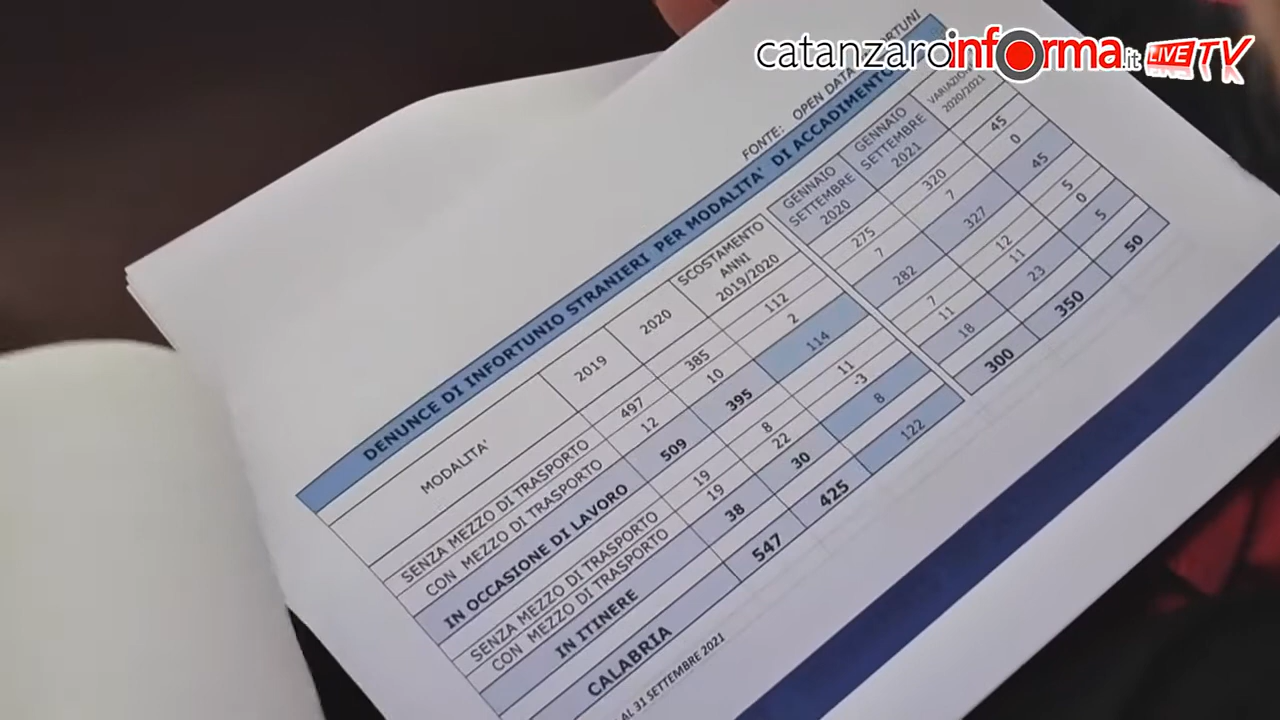 catanzaroinforma.it LIVE TV
FONTE: OPEN DATA
DENUNCE DI INFORTUNIO STRANIERI PER MODALITA' DI ACCADIMENTO
MODALITA' 2019 2020 SCOSTAMENTO ANNI 2019/2020 GENNAIO SETTEMBRE 2020 GENNAIO SETTEMBRE 2021 2020/2021
SENZA MEZZO DI TRASPORTO 497 385 112 275 320 45
CON MEZZO DI TRASPORTO 12 10 2 7 7 0
IN OCCASIONE DI LAVORO 509 395 114 282 327 45
SENZA MEZZO DI TRASPORTO 19 8 11 7 12 5
CON MEZZO DI TRASPORTO 19 22 -3 11 11 0
IN ITINERE 38 30 8 18 23 5
CALABRIA 547 425 122 300 350 50
AL 31 SETTEMBRE 2021